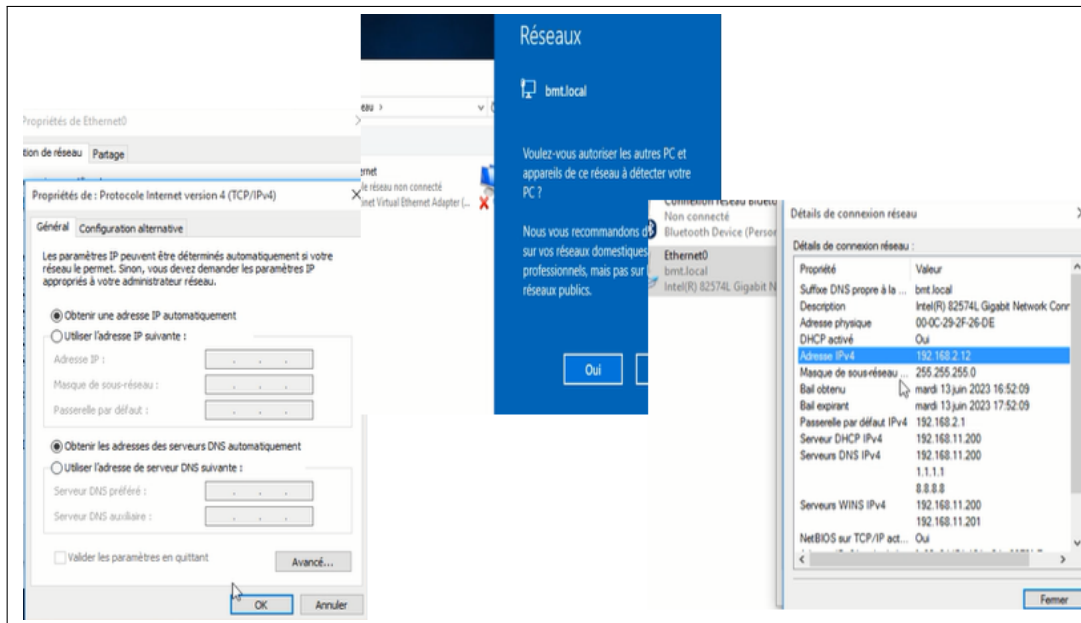 Propriétés de Ethernet0
tion de réseau Partage
Propriétés de : Protocole Internet version 4 (TCP/IPv4)
Général Configuration alternative
Les paramètres IP peuvent être déterminés automatiquement si votre
réseau le permet. Sinon, vous devez demander les paramètres IP
appropriés à votre administrateur réseau.
Obtenir une adresse IP automatiquement
Utiliser l'adresse IP suivante :
Adresse IP :
Masque de sous-réseau :
Passerelle par défaut :
Obtenir les adresses des serveurs DNS automatiquement
Utiliser l'adresse de serveur DNS suivante :
Serveur DNS préféré :
Serveur DNS auxiliaire :
Valider les paramètres en quittant
Avancé...
OK Annuler
eau >
ernet
le réseau non connecté
net Virtual Ethernet Adapter (...
Réseaux
bmt.local
Voulez-vous autoriser les autres PC et
appareils de ce réseau à détecter votre
PC ?
Nous vous recommandons d
sur vos réseaux domestiques
professionnels, mais pas sur
réseaux publics.
Oui
Connexion réseau Blueto
Non connecté
Bluetooth Device (Person
Ethernet0
bmt.local
Intel(R) 82574L Gigabit N
Détails de connexion réseau
Détails de connexion réseau :
Propriété Valeur
Suffixe DNS propre à la ... bmt.local
Description Intel(R) 82574L Gigabit Network Conr
Adresse physique 00-0C-29-2F-26-DE
DHCP activé Oui
Adresse IPv4 192.168.2.12
Masque de sous-réseau ... 255.255.255.0
Bail obtenu mardi 13 juin 2023 16:52:09
Bail expirant mardi 13 juin 2023 17:52:09
Passerelle par défaut IPv4 192.168.2.1
Serveur DHCP IPv4 192.168.11.200
Serveurs DNS IPv4 192.168.11.200
1.1.1.1
8.8.8.8
Serveurs WINS IPv4 192.168.11.200
192.168.11.201
NetBIOS sur TCP/IP act... Oui
Fermer